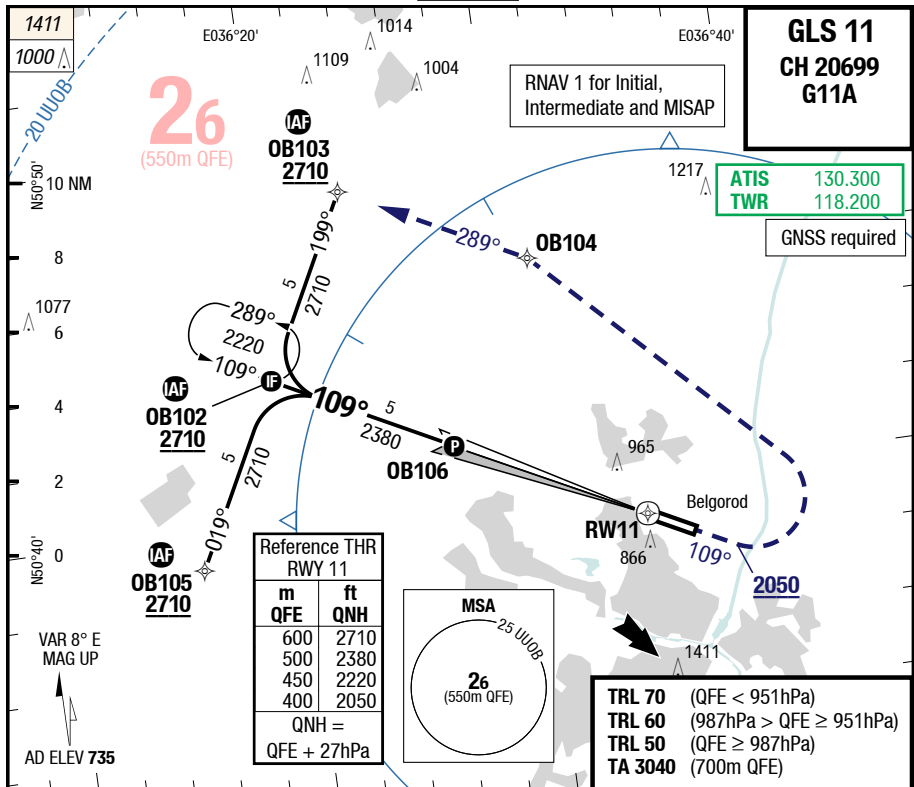 1411
1000
E036°20'
1014
E036°40'
1109
1004
20 UUOB
26
(550m QFE)
RNAV 1 for Initial,
Intermediate and MISAP
GLS 11
CH 20699
G11A
IAF
OB103
2710
N50°50'
10 NM
1217
ATIS 130.300
TWR 118.200
GNSS required
199°
5
2710
289°
OB104
8
1077
6
289°
2220
109°
IF
IAF
OB102
2710
4
109°
5
2380
P
OB106
965
5
2710
2
RW11
Belgorod
866
109°
2050
019°
N50°40'
0
IAF
OB105
2710
Reference THR
RWY 11
m ft
QFE QNH
600 2710
500 2380
450 2220
400 2050
QNH =
QFE + 27hPa
MSA
25 UUOB
26
(550m QFE)
1411
VAR 8° E
MAG UP
AD ELEV 735
TRL 70 (QFE < 951hPa)
TRL 60 (987hPa > QFE ≥ 951hPa)
TRL 50 (QFE ≥ 987hPa)
TA 3040 (700m QFE)